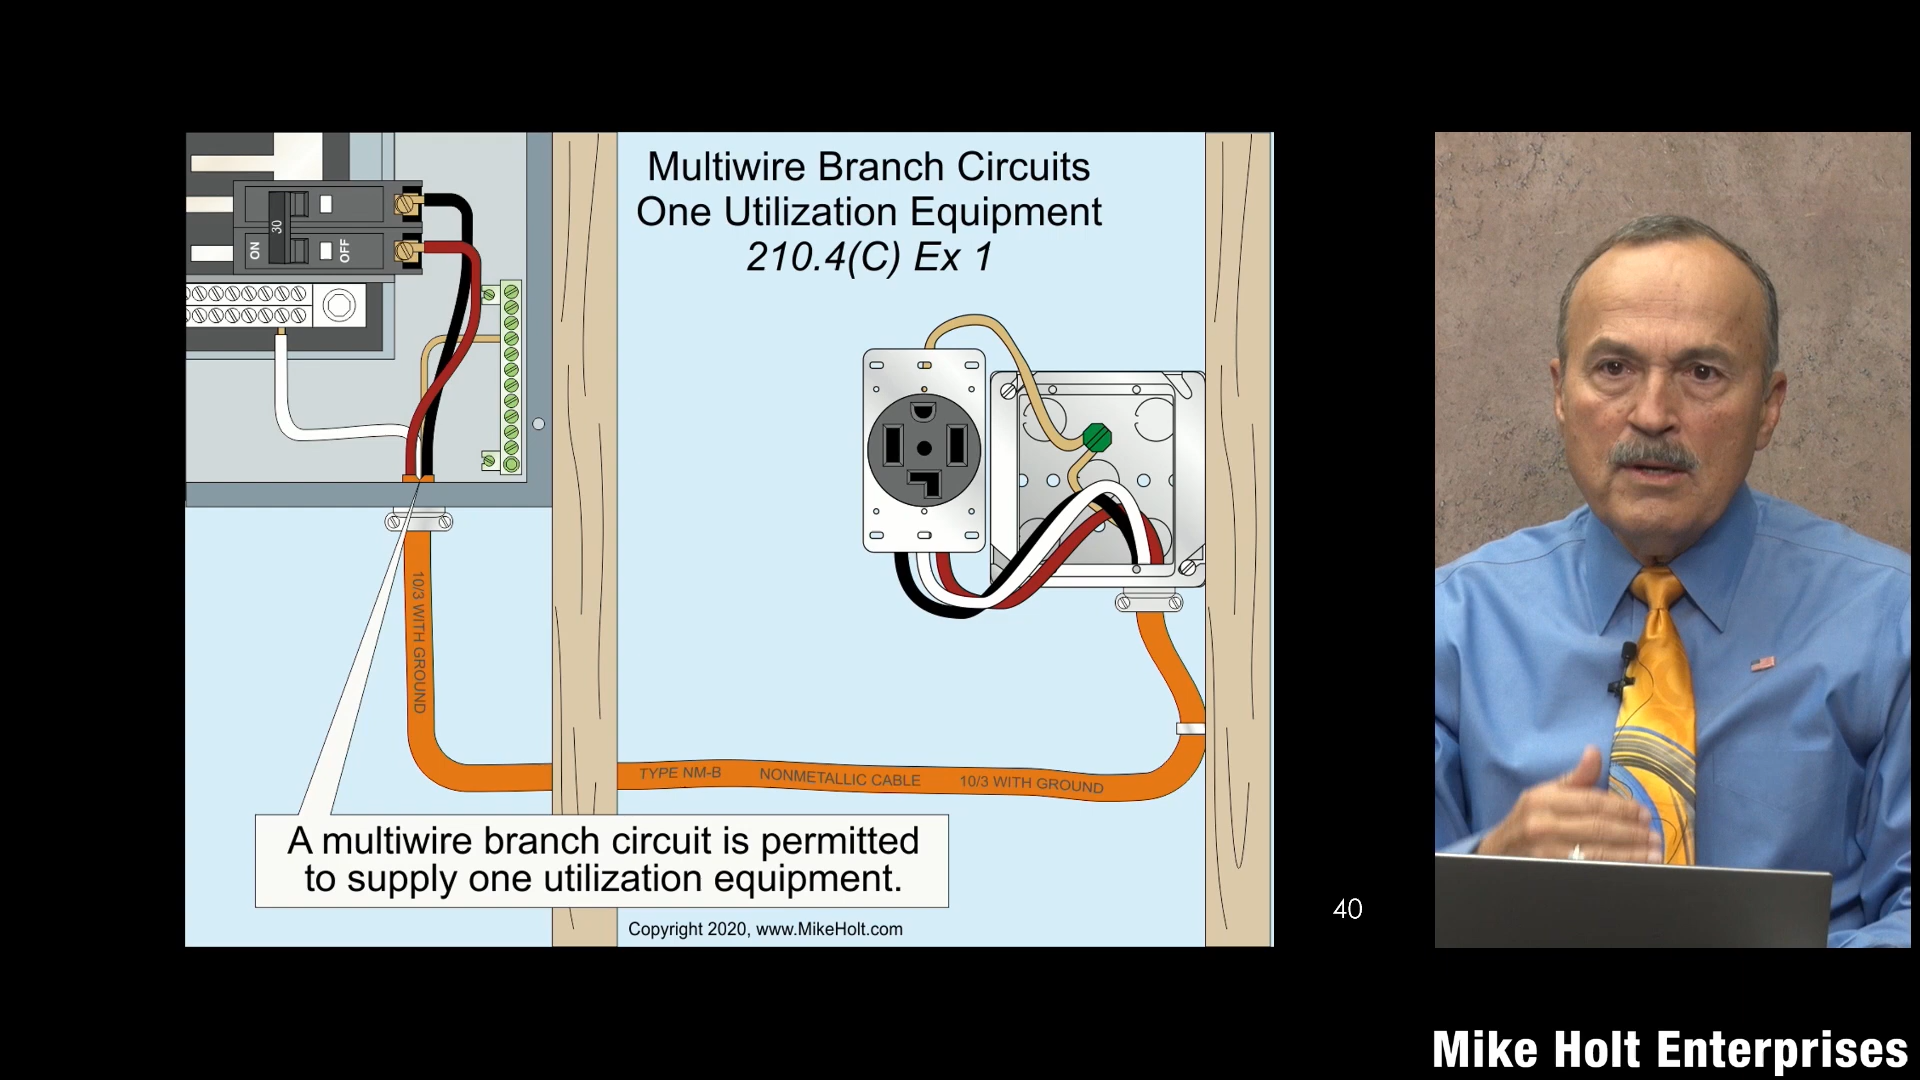 Multiwire Branch Circuits
One Utilization Equipment
210.4(C) Ex 1
30
ON
OFF
10/3 WITH GROUND
TYPE NM-B NONMETALLIC CABLE 10/3 WITH GROUND
A multiwire branch circuit is permitted
to supply one utilization equipment.
Copyright 2020, www.MikeHolt.com
40
Mike Holt Enterprises